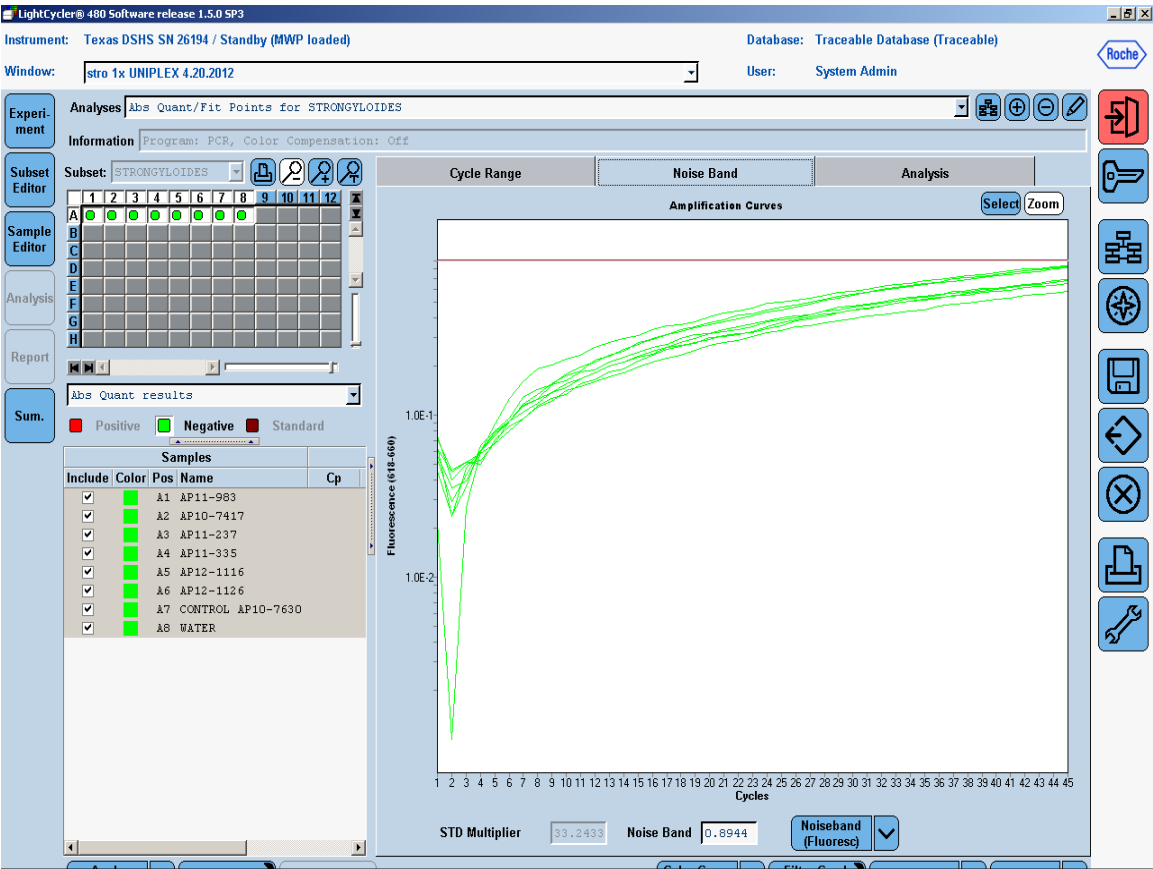 LightCycler® 480 Software release 1.5.0 SP3
Instrument: Texas DSHS SN 26194 / Standby (MWP loaded)
Database: Traceable Database (Traceable)
Window: stro 1x UNIPLEX 4.20.2012
User: System Admin
Roche
Experi-
ment
Subset
Editor
Sample
Editor
Analysis
Report
Sum.
Analyses Abs Quant/Fit Points for STRONGYLOIDES
Information Program: PCR, Color Compensation: Off
Subset: STRONGYLOIDES
1 2 3 4 5 6 7 8 9 10 11 12
A
B
C
D
E
F
G
H
Abs Quant results
Positive Negative Standard
Samples
Include Color Pos Name Cp
A1 AP11-983
A2 AP10-7417
A3 AP11-237
A4 AP11-335
A5 AP12-1116
A6 AP12-1126
A7 CONTROL AP10-7630
A8 WATER
Cycle Range Noise Band Analysis
Amplification Curves
Select Zoom
1.0E-1
1.0E-2
Fluorescence (618-660)
1 2 3 4 5 6 7 8 9 10 11 12 13 14 15 16 17 18 19 20 21 22 23 24 25 26 27 28 29 30 31 32 33 34 35 36 37 38 39 40 41 42 43 44 45
Cycles
STD Multiplier 33.2433 Noise Band 0.8944 Noiseband
(Fluoresc)